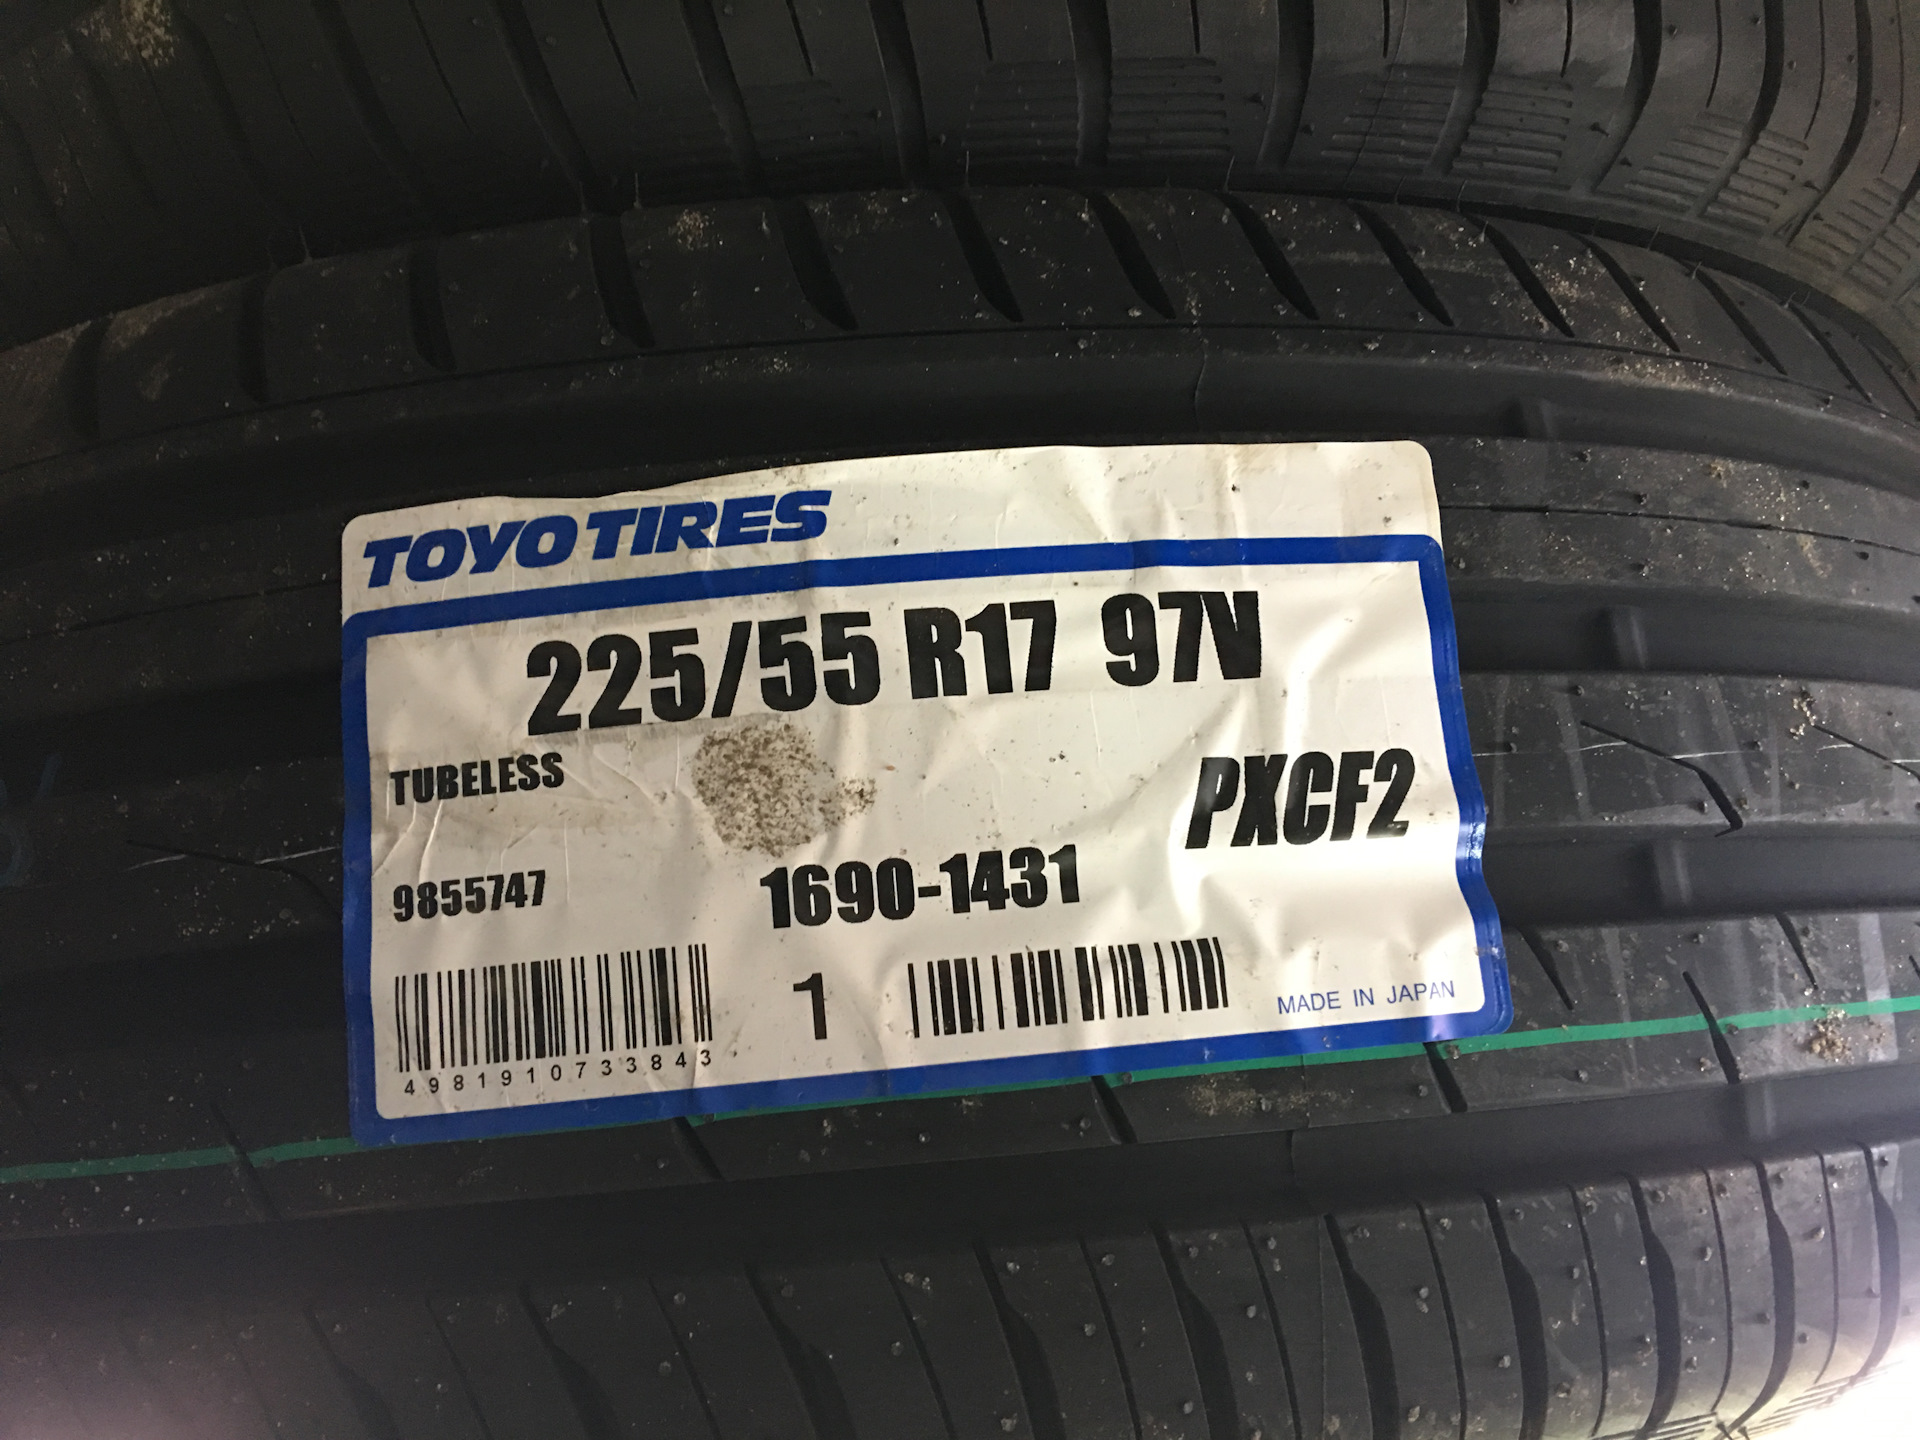 TOYO TIRES
225/55 R17 97V
TUBELESS
PXCF2
9855747
1690-1431
1
4981910733843
MADE IN JAPAN